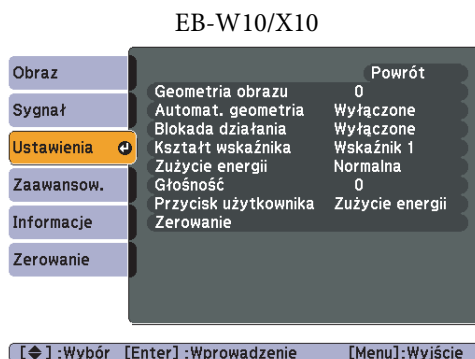 EB-W10/X10
Obraz
Sygnał
Ustawienia
Zaawansow.
Informacje
Zerowanie
Powrót
Geometria obrazu 0
Automat. geometria Wyłączone
Blokada działania Wyłączone
Kształt wskaźnika Wskaźnik 1
Zużycie energii Normalna
Głośność 0
Przycisk użytkownika Zużycie energii
Zerowanie
[◆] :Wybór [Enter] :Wprowadzenie [Menu]:Wyjście